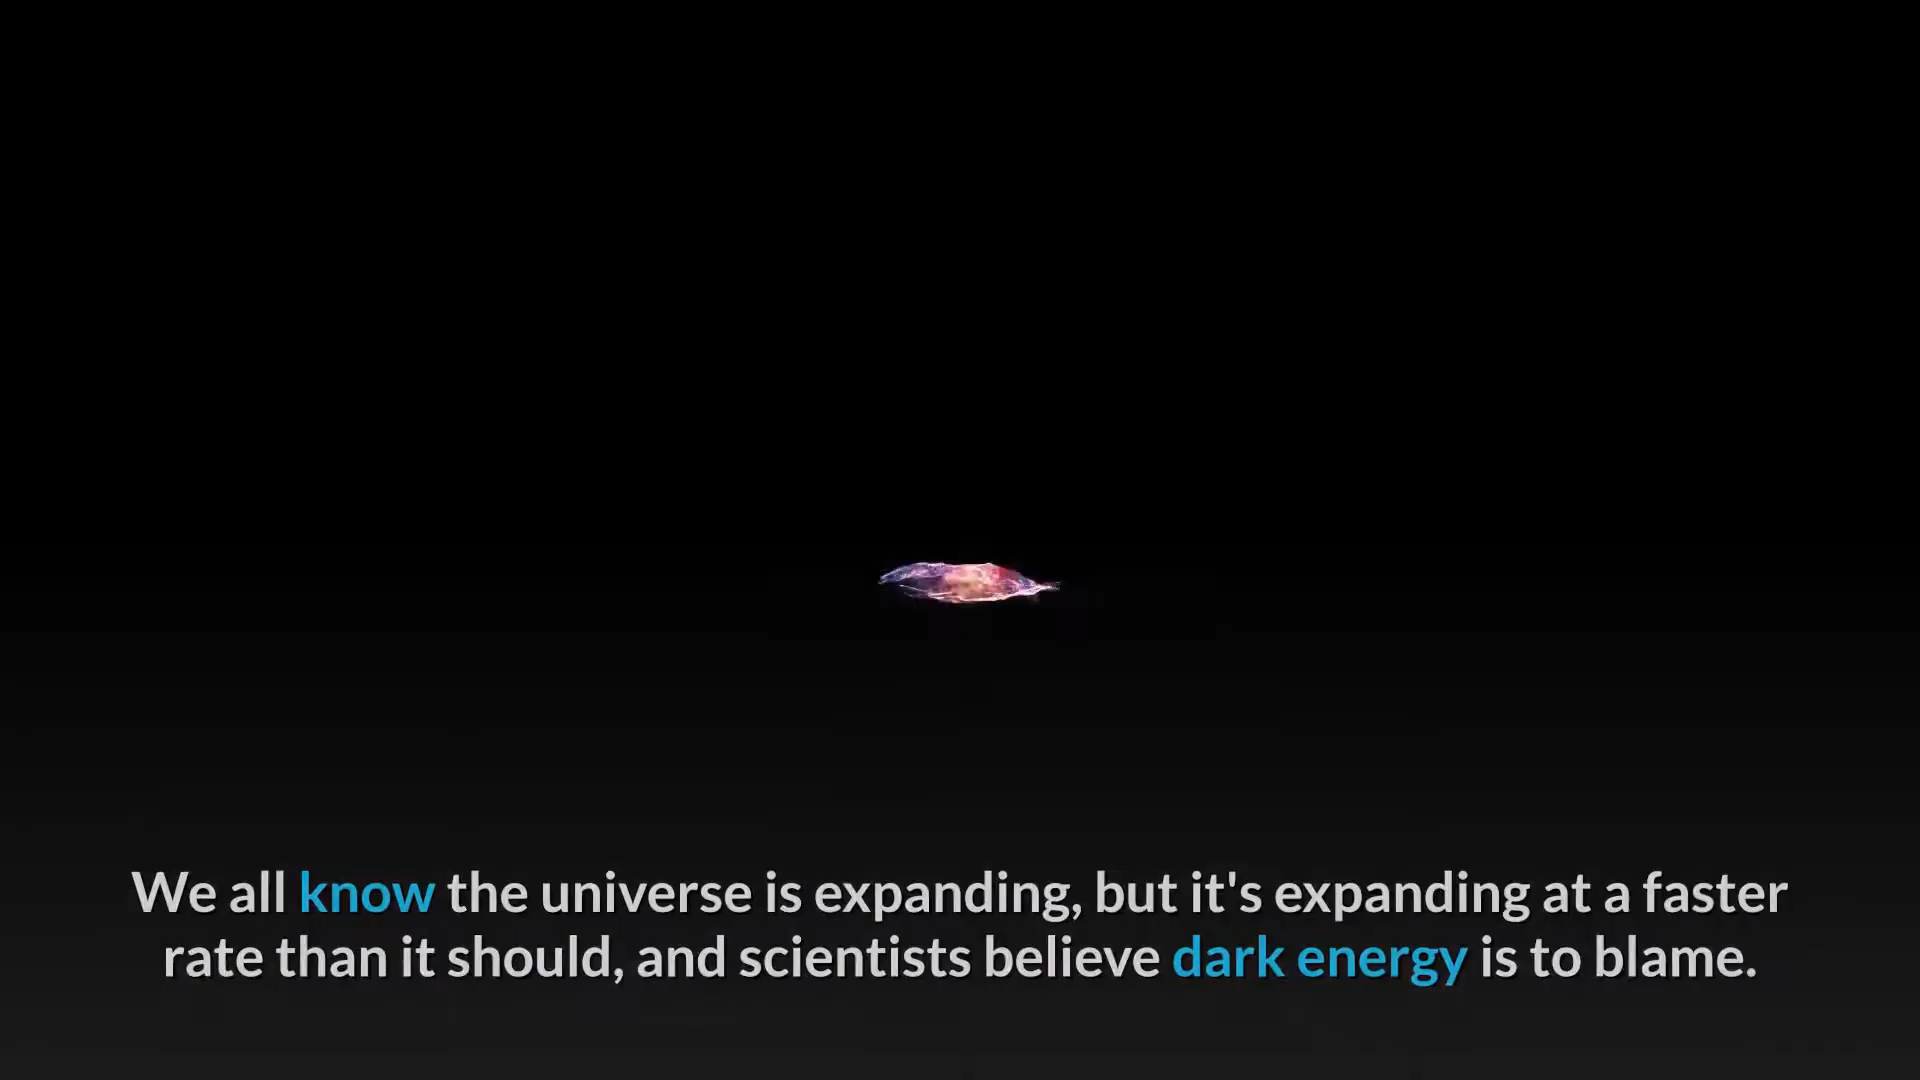 We all know the universe is expanding, but it's expanding at a faster
rate than it should, and scientists believe dark energy is to blame.